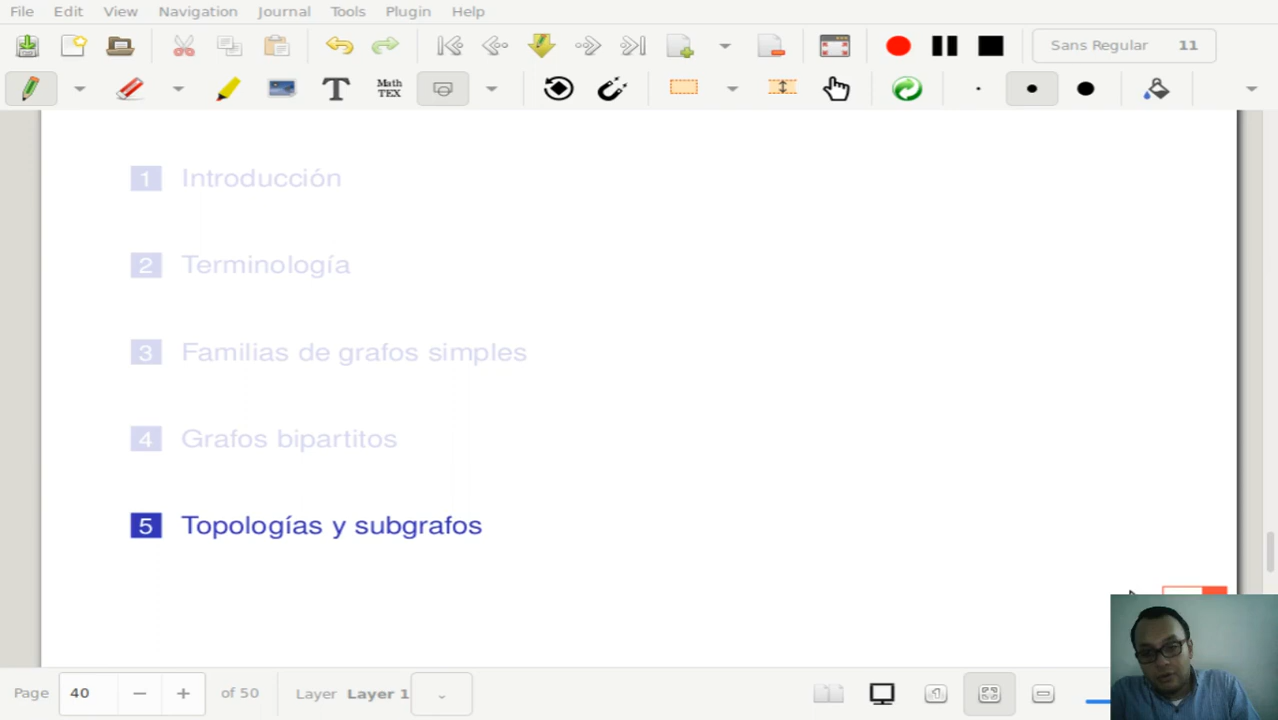 File Edit View Navigation Journal Tools Plugin Help
Sans Regular 11
T Math TEX
1 Introducción
2 Terminología
3 Familias de grafos simples
4 Grafos bipartitos
5 Topologías y subgrafos
Page 40 of 50 Layer Layer 1